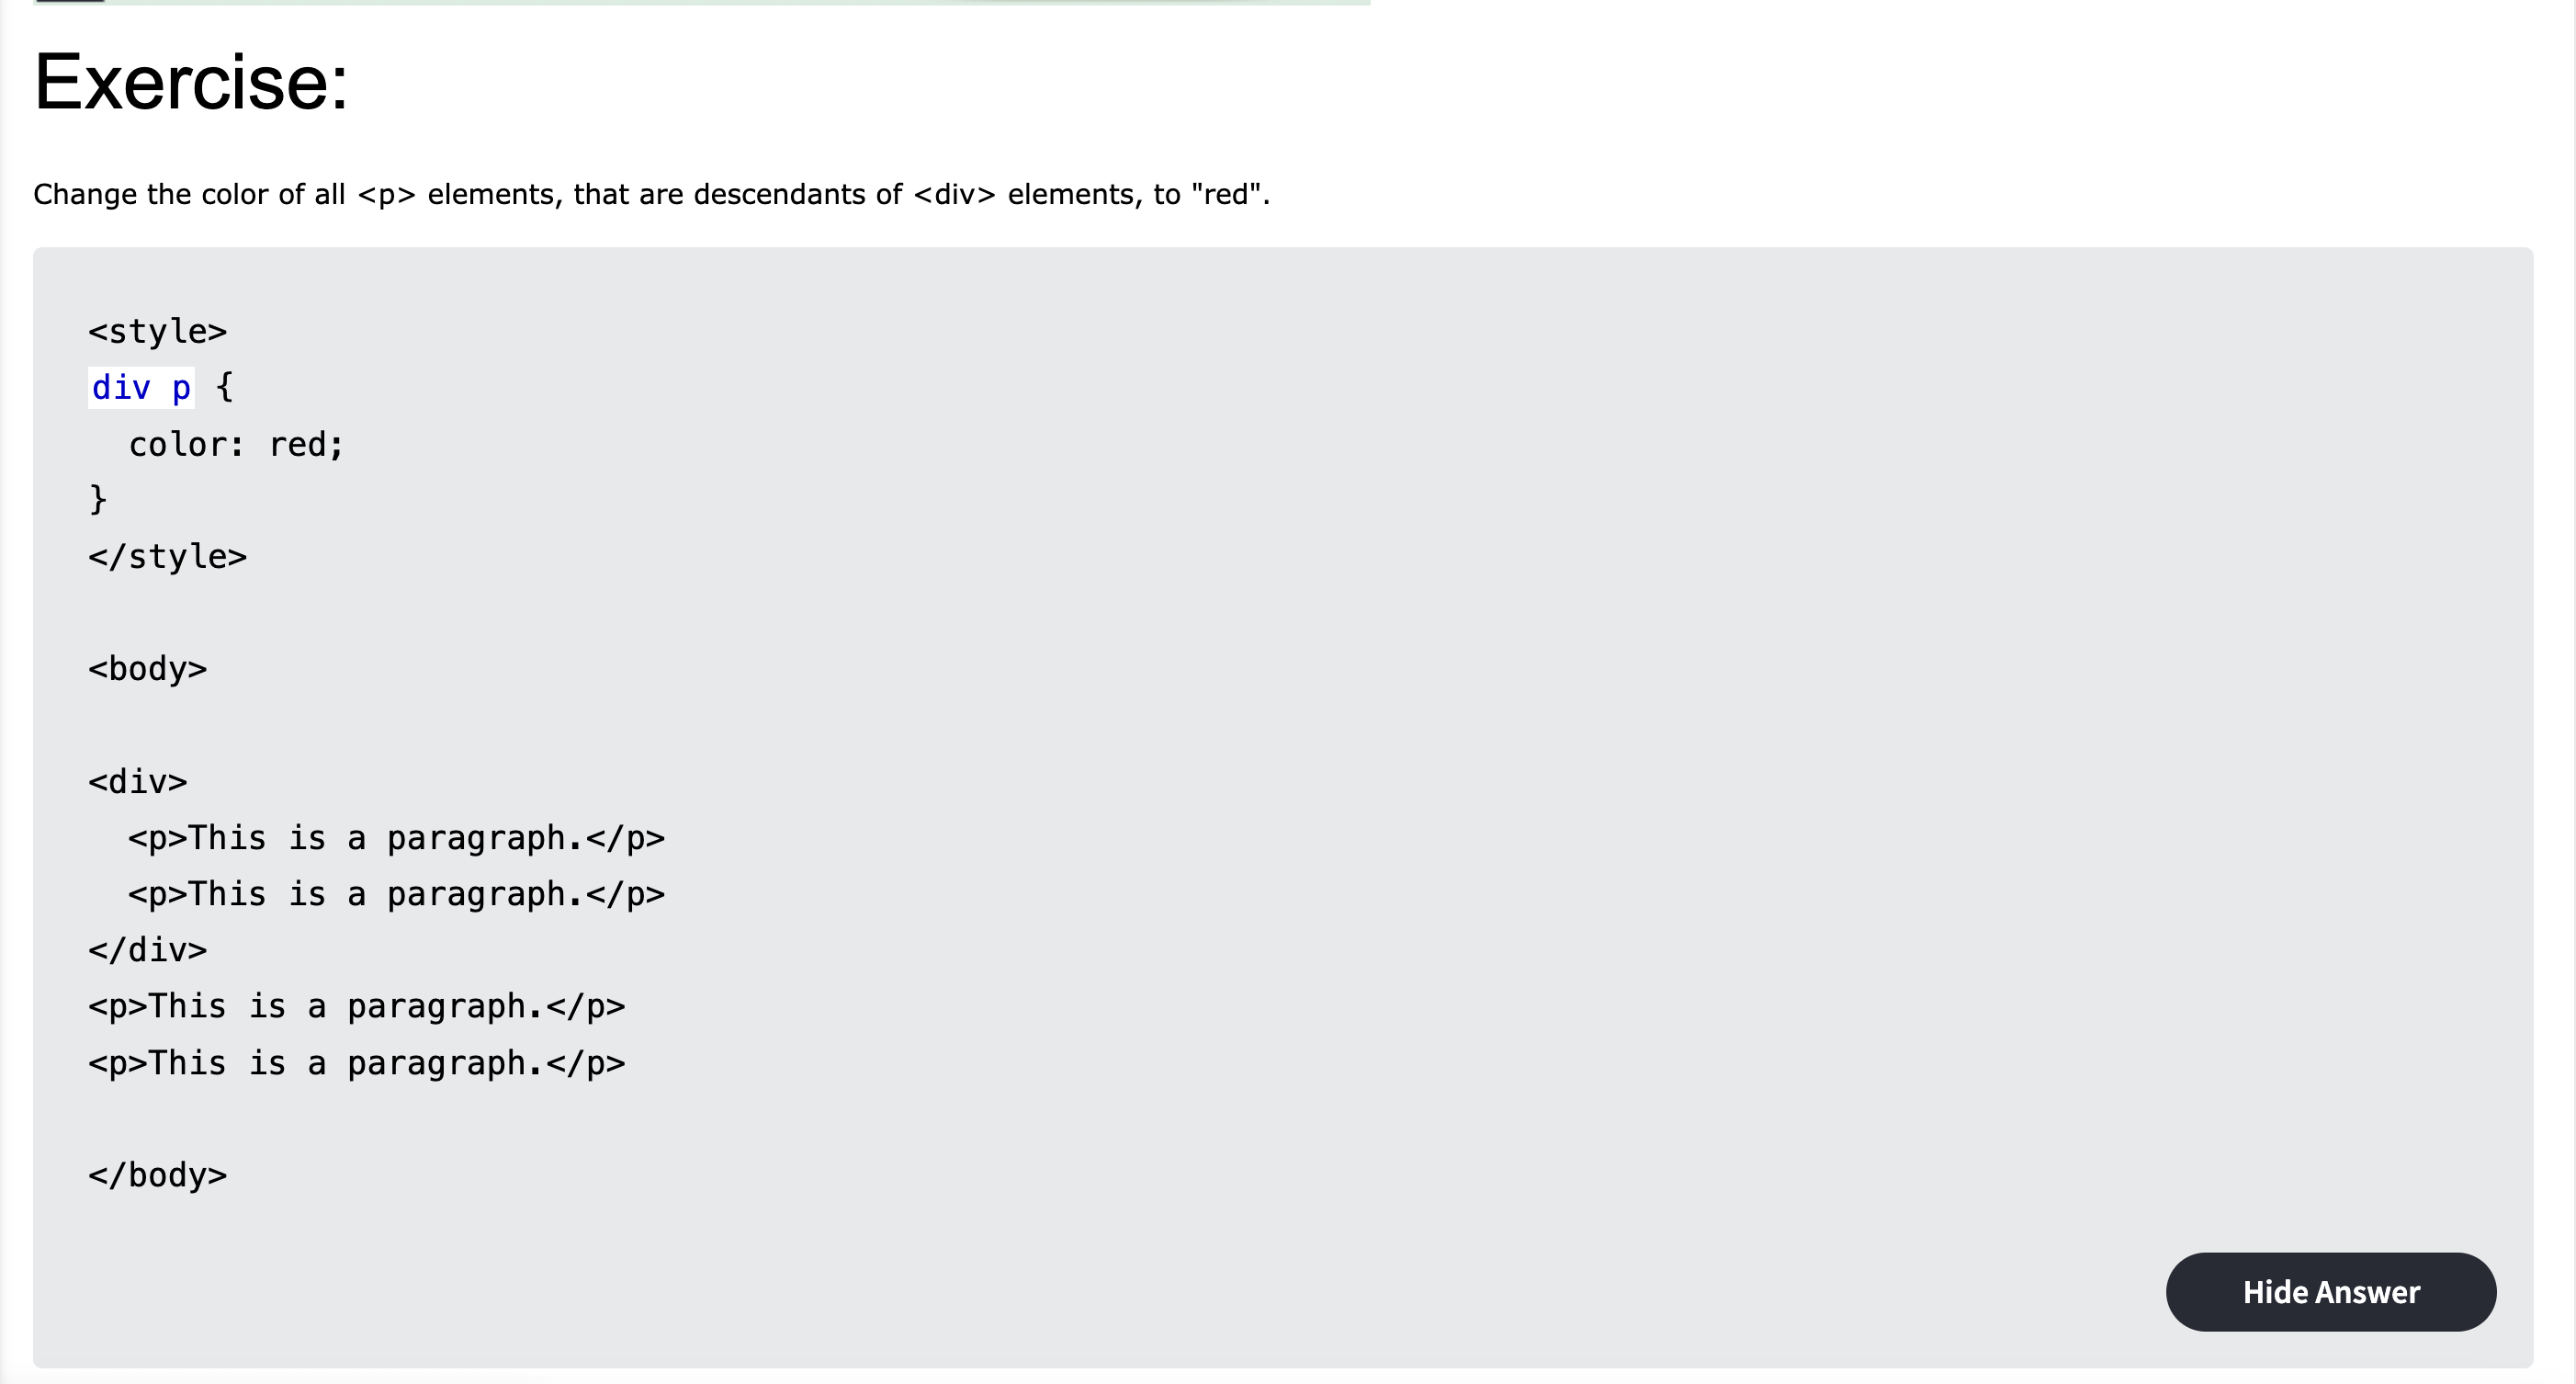 Exercise:
Change the color of all <p> elements, that are descendants of <div> elements, to "red".
<style>
div p {
  color: red;
}
</style>
<body>
<div>
  <p>This is a paragraph.</p>
  <p>This is a paragraph.</p>
</div>
<p>This is a paragraph.</p>
<p>This is a paragraph.</p>
</body>
Hide Answer